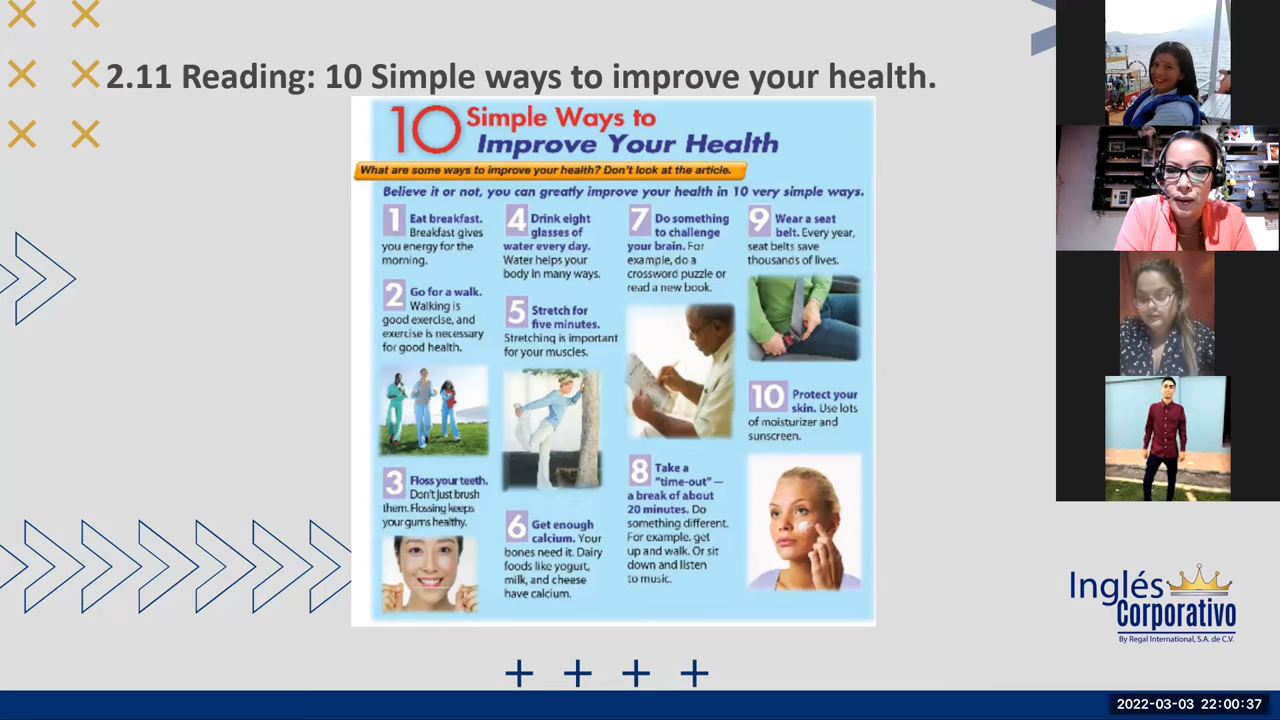 2.11 Reading: 10 Simple ways to improve your health.
10 Simple Ways to
Improve Your Health
What are some ways to improve your health? Don't look at the article.
Believe it or not, you can greatly improve your health in 10 very simple ways.
1 Eat breakfast.
Breakfast gives
you energy for the
morning.
2 Go for a walk.
Walking is
good exercise, and
exercise is necessary
for good health.
3 Floss your teeth.
Don't just brush
them. Flossing keeps
your gums healthy.
4 Drink eight
glasses of
water every day.
Water helps your
body in many ways.
5 Stretch for
five minutes.
Stretching is important
for your muscles.
6 Get enough
calcium. Your
bones need it. Dairy
foods like yogurt,
milk, and cheese
have calcium.
7 Do something
to challenge
your brain. For
example, do a
crossword puzzle or
read a new book.
8 Take a
"time-out" —
a break of about
20 minutes. Do
something different.
For example, get
up and walk. Or sit
down and listen
to music.
9 Wear a seat
belt. Every year,
seat belts save
thousands of lives.
10 Protect your
skin. Use lots
of moisturizer and
sunscreen.
Inglés
Corporativo
By Regal International, S.A. de C.V.
2022-03-03 22:00:37